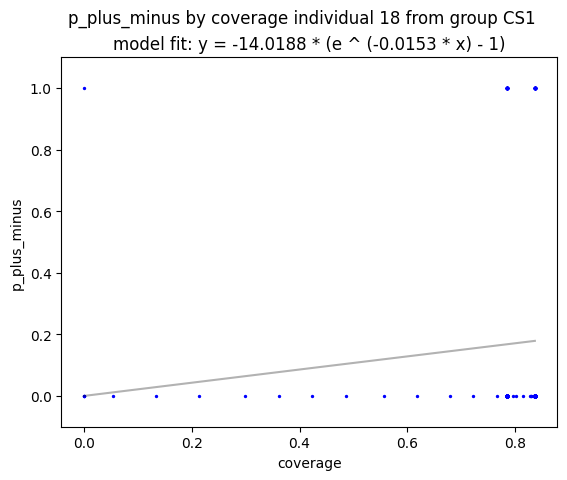 p_plus_minus by coverage individual 18 from group CS1
model fit: y = -14.0188 * (e ^ (-0.0153 * x) - 1)
1.0
0.8
0.6
0.4
0.2
0.0
p_plus_minus
0.0 0.2 0.4 0.6 0.8
coverage